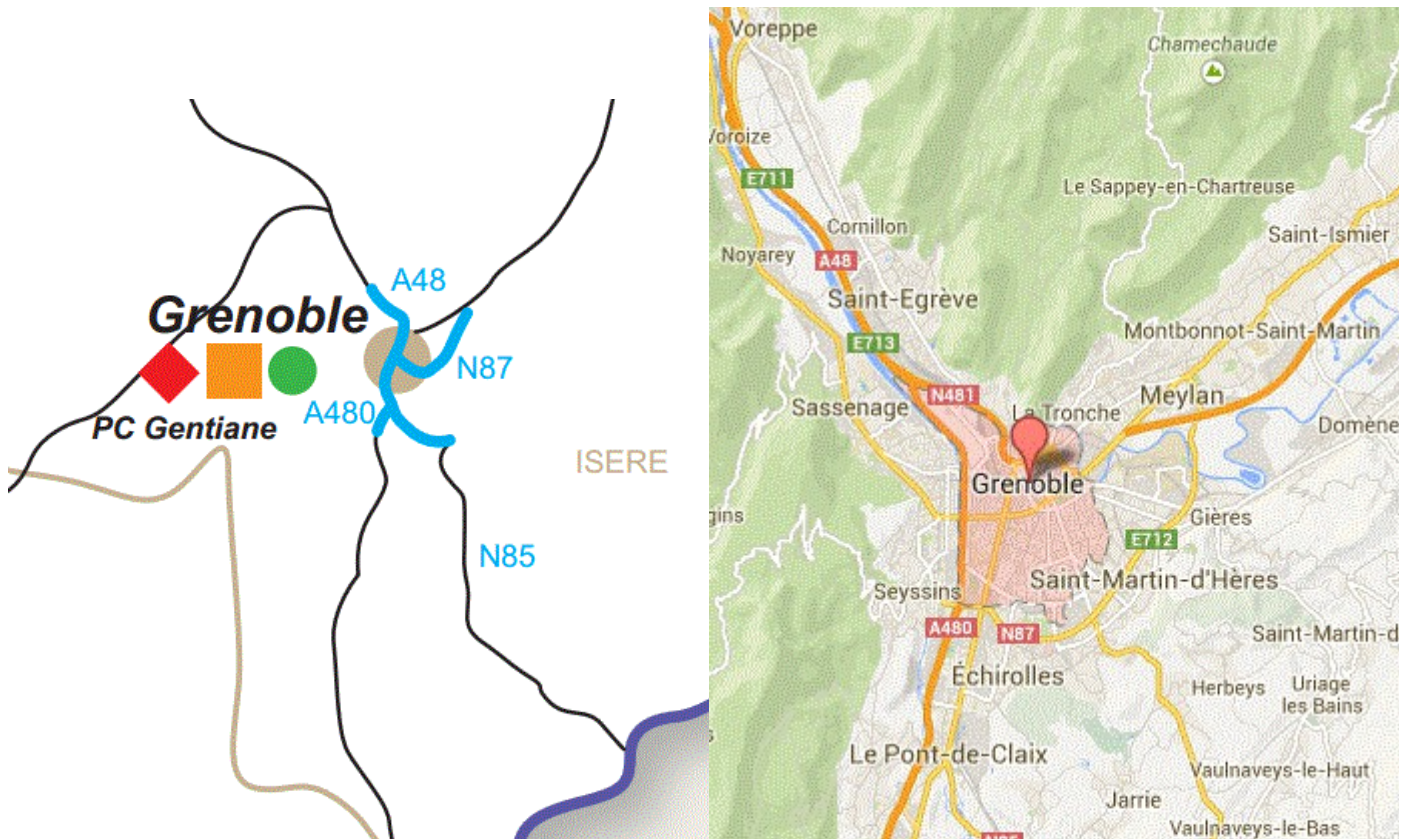 A48
Grenoble
N87
A480
PC Gentiane
ISERE
N85
Voreppe
Chamechaude
Voroize
E711
Le Sappey-en-Chartreuse
Cornillon
Saint-Ismier
Noyarey
A48
Saint-Egrève
Montbonnot-Saint-Martin
E713
N481
Meylan
Sassenage
La Tronche
Domène
Grenoble
gins
Gières
E712
Seyssins
Saint-Martin-d'Hères
A480
N87
Saint-Martin-d
Échirolles
Herbeys
Uriage
les Bains
Le Pont-de-Claix
Vaulnaveys-le-Haut
Jarrie
Vaulnaveys-le-Bas